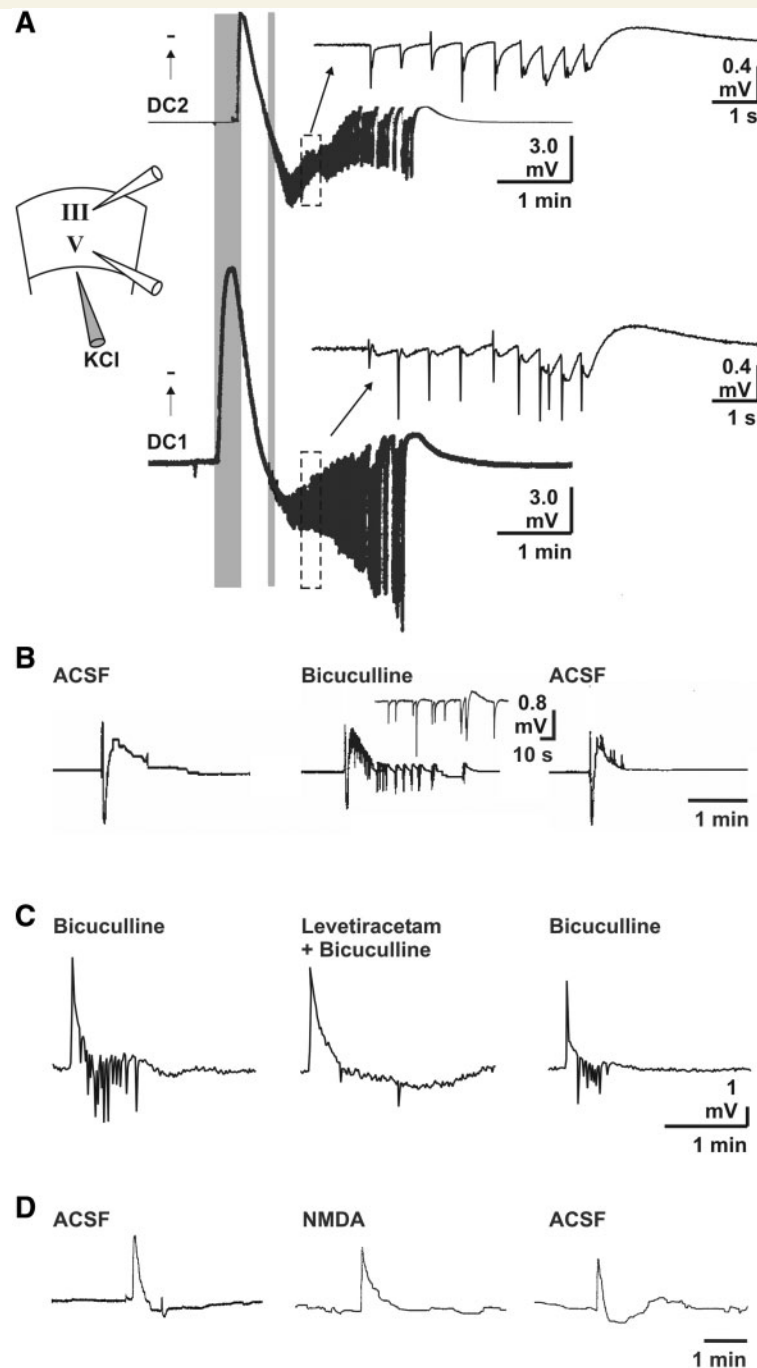 A
DC2
-
0.4
mV
1 s
3.0
mV
1 min
III
V
KCl
DC1
-
0.4
mV
1 s
3.0
mV
1 min
B
ACSF
Bicuculline
ACSF
0.8
mV
10 s
1 min
C
Bicuculline
Levetiracetam
+ Bicuculline
Bicuculline
1
mV
1 min
D
ACSF
NMDA
ACSF
1 min